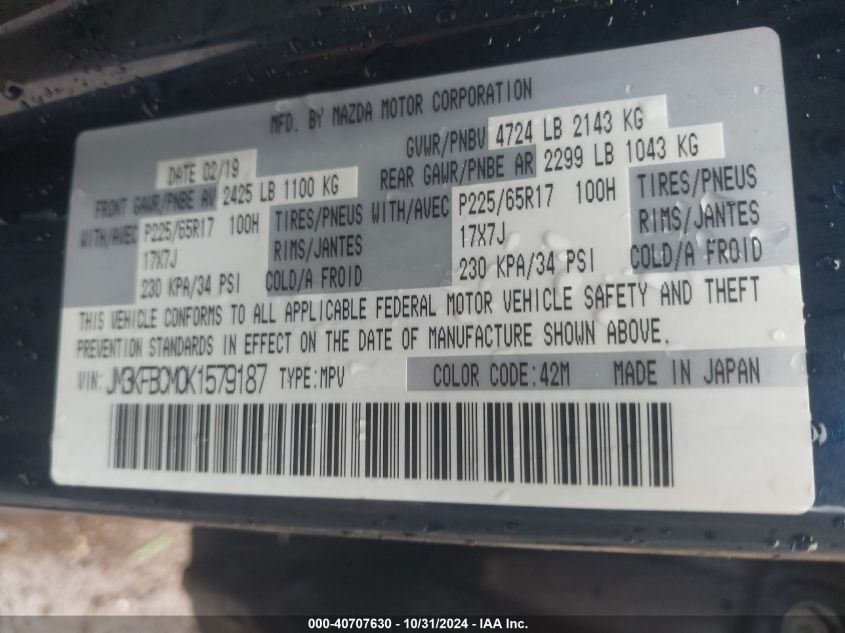 MFD. BY MAZDA MOTOR CORPORATION
DATE 02/19
GVWR/PNBV 4724 LB 2143 KG
FRONT GAWR/PNBE AV 2425 LB 1100 KG
REAR GAWR/PNBE AR 2299 LB 1043 KG
WITH/AVEC P225/65R17 100H TIRES/PNEUS
17X7J RIMS/JANTES
230 KPA/34 PSI COLD/A FROID
WITH/AVEC P225/65R17 100H TIRES/PNEUS
17X7J RIMS/JANTES
230 KPA/34 PSI COLD/A FROID
THIS VEHICLE CONFORMS TO ALL APPLICABLE FEDERAL MOTOR VEHICLE SAFETY AND THEFT
PREVENTION STANDARDS IN EFFECT ON THE DATE OF MANUFACTURE SHOWN ABOVE.
VIN: JM3KFBCM0K1579187 TYPE:MPV COLOR CODE:42M MADE IN JAPAN
000-40707630 - 10/31/2024 - IAA Inc.